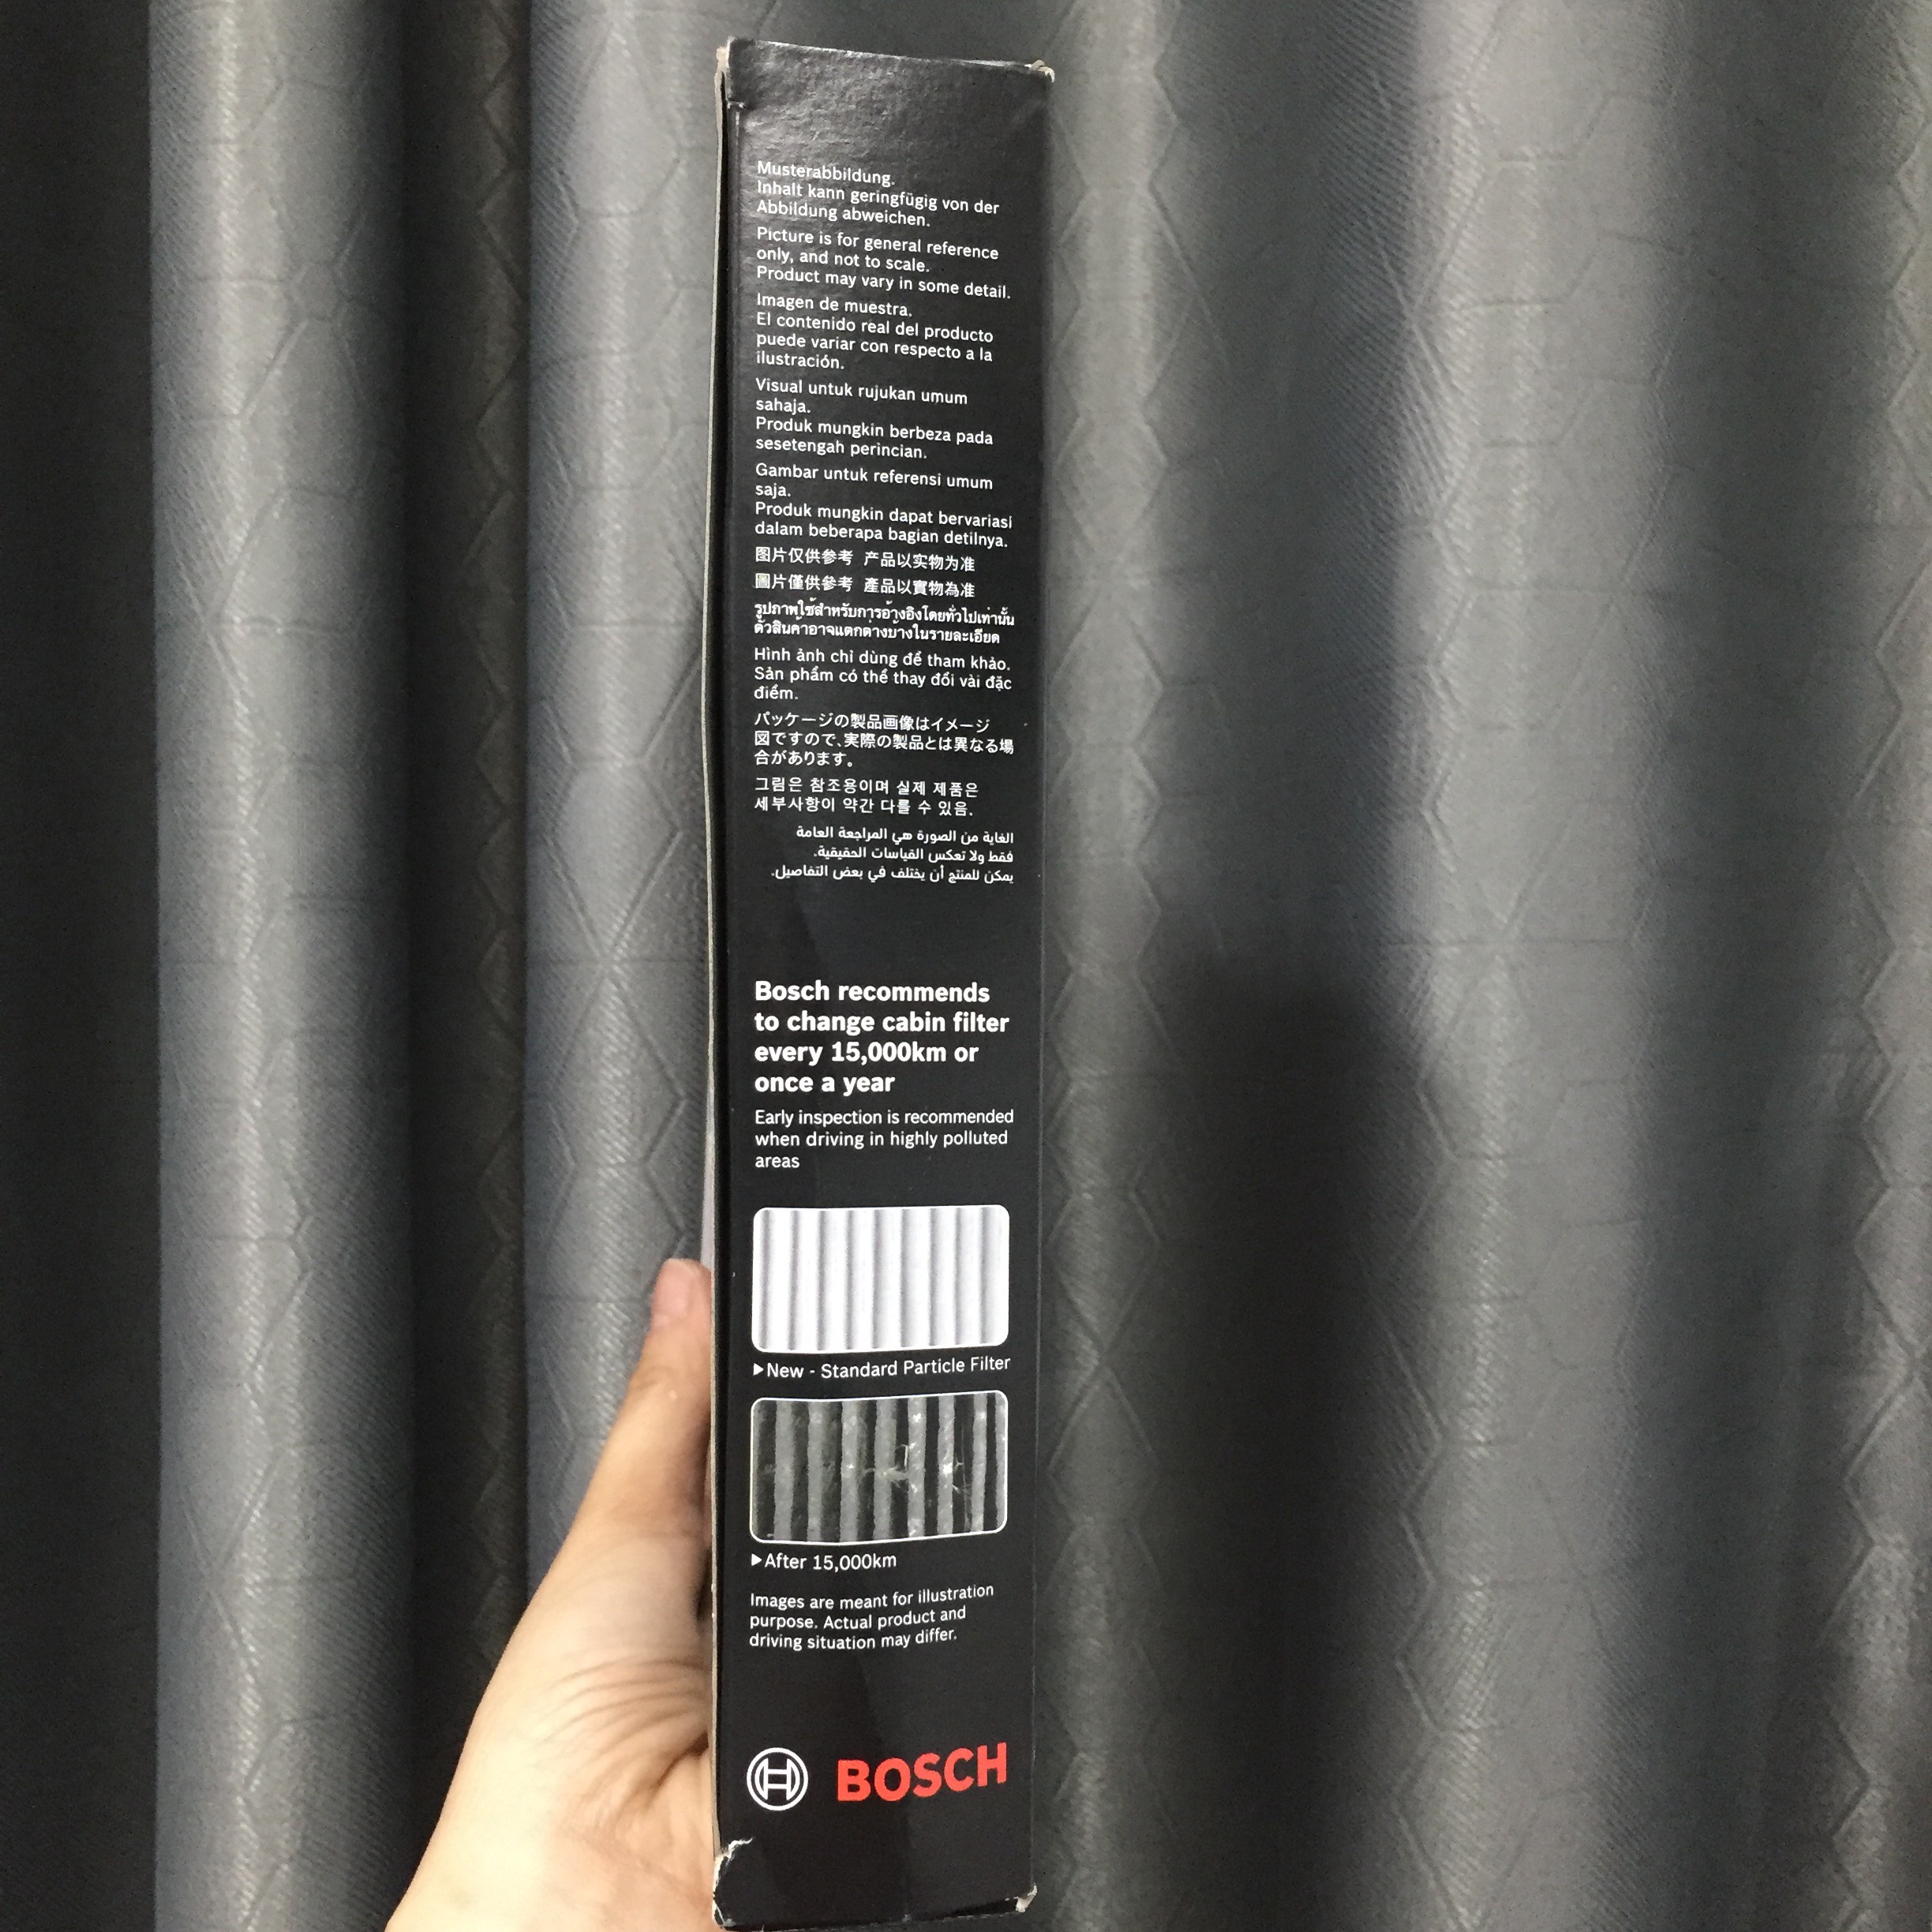 Musterabbildung.
Inhalt kann geringfügig von der
Abbildung abweichen.
Picture is for general reference
only, and not to scale.
Product may vary in some detail.
Imagen de muestra.
El contenido real del producto
puede variar con respecto a la
ilustración.
Visual untuk rujukan umum
sahaja.
Produk mungkin berbeza pada
sesetengah perincian.
Gambar untuk referensi umum
saja.
Produk mungkin dapat bervariasi
dalam beberapa bagian detilnya.
图片仅供参考 产品以实物为准
圖片僅供參考 產品以實物為准
รูปภาพใช้สำหรับการอ้างอิงโดยทั่วไปเท่านั้น
ตัวสินค้าอาจแตกต่างบ้างในรายละเอียด
Hình ảnh chỉ dùng để tham khảo.
Sản phẩm có thể thay đổi vài đặc
điểm.
パッケージの製品画像はイメージ
図ですので、実際の製品とは異なる場
合があります。
그림은 참조용이며 실제 제품은
세부사항이 약간 다를 수 있음.
الغاية من الصورة هي المراجعة العامة
فقط ولا تعكس القياسات الحقيقية.
يمكن للمنتج أن يختلف في بعض التفاصيل.
Bosch recommends
to change cabin filter
every 15,000km or
once a year
Early inspection is recommended
when driving in highly polluted
areas
▶New - Standard Particle Filter
▶After 15,000km
Images are meant for illustration
purpose. Actual product and
driving situation may differ.
BOSCH